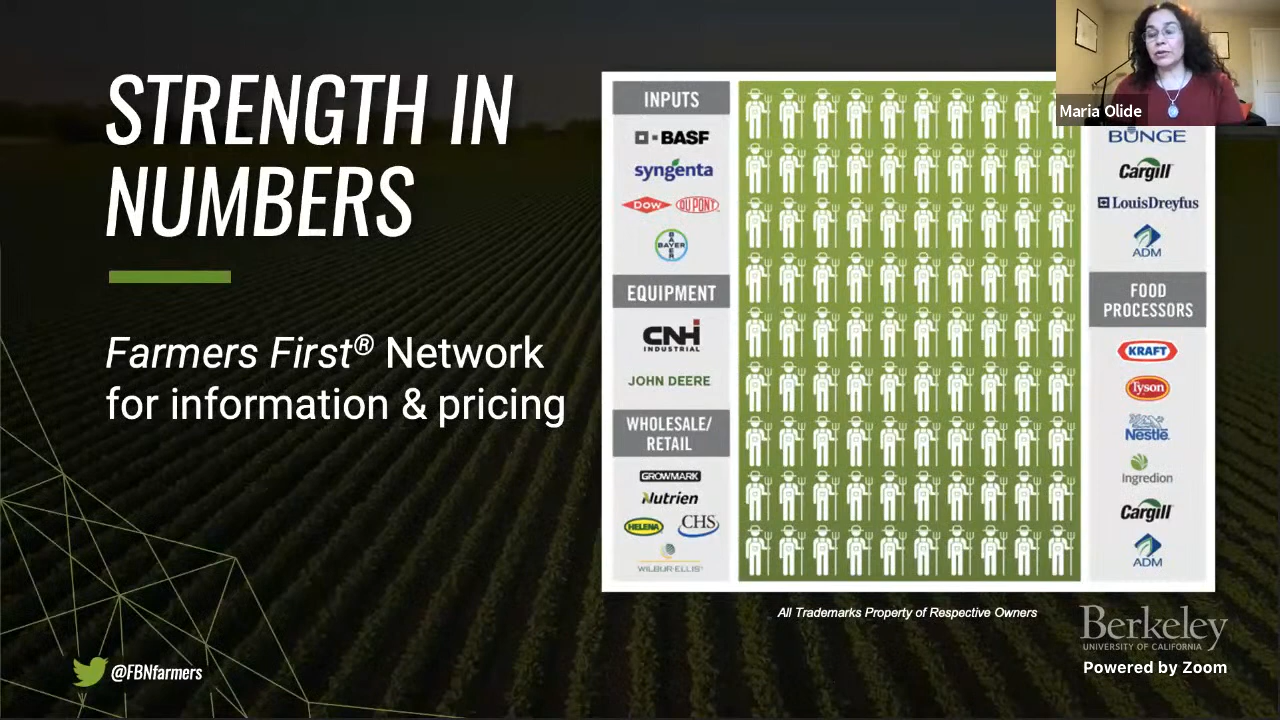 STRENGTH IN
NUMBERS
Farmers First® Network
for information & pricing
@FBNfarmers
INPUTS
BASF
syngenta
Dow DUPONT
BAYER
BAYER
EQUIPMENT
CNH
INDUSTRIAL
JOHN DEERE
WHOLESALE/
RETAIL
GROWMARK
Nutrien
HELENA CHS
WILBUR-ELLIS
Maria Olide
BUNGE
Cargill
LouisDreyfus
ADM
FOOD
PROCESSORS
KRAFT
Tyson
Nestlé
Ingredion
Cargill
ADM
All Trademarks Property of Respective Owners
Berkeley
UNIVERSITY OF CALIFORNIA
Powered by Zoom